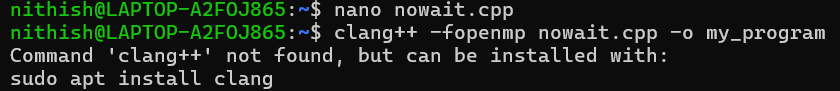 nithish@LAPTOP-A2FOJ865:~$ nano nowait.cpp
nithish@LAPTOP-A2FOJ865:~$ clang++ -fopenmp nowait.cpp -o my_program
Command 'clang++' not found, but can be installed with:
sudo apt install clang